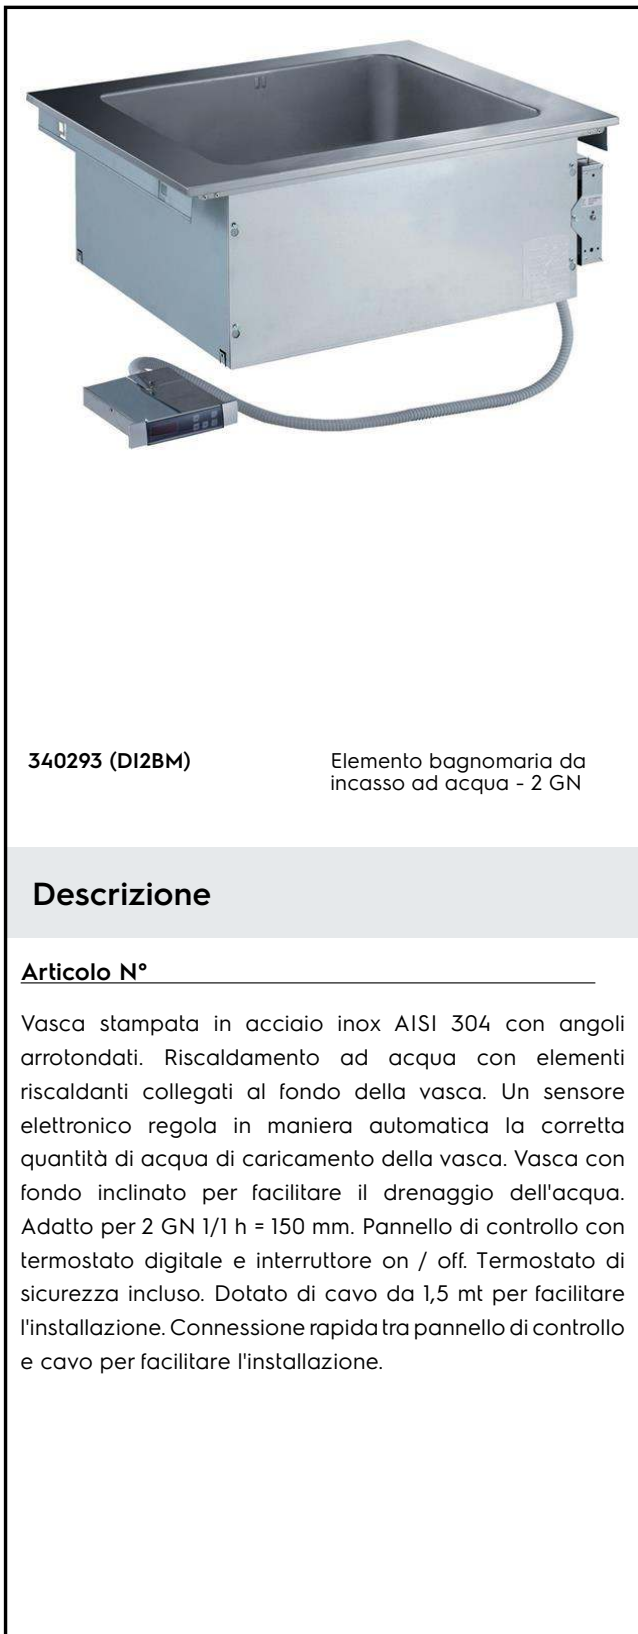 340293 (DI2BM)
Elemento bagnomaria da
incasso ad acqua - 2 GN
Descrizione
Articolo N°
Vasca stampata in acciaio inox AISI 304 con angoli
arrotondati. Riscaldamento ad acqua con elementi
riscaldanti collegati al fondo della vasca. Un sensore
elettronico regola in maniera automatica la corretta
quantità di acqua di caricamento della vasca. Vasca con
fondo inclinato per facilitare il drenaggio dell'acqua.
Adatto per 2 GN 1/1 h = 150 mm. Pannello di controllo con
termostato digitale e interruttore on / off. Termostato di
sicurezza incluso. Dotato di cavo da 1,5 mt per facilitare
l'installazione. Connessione rapida tra pannello di controllo
e cavo per facilitare l'installazione.